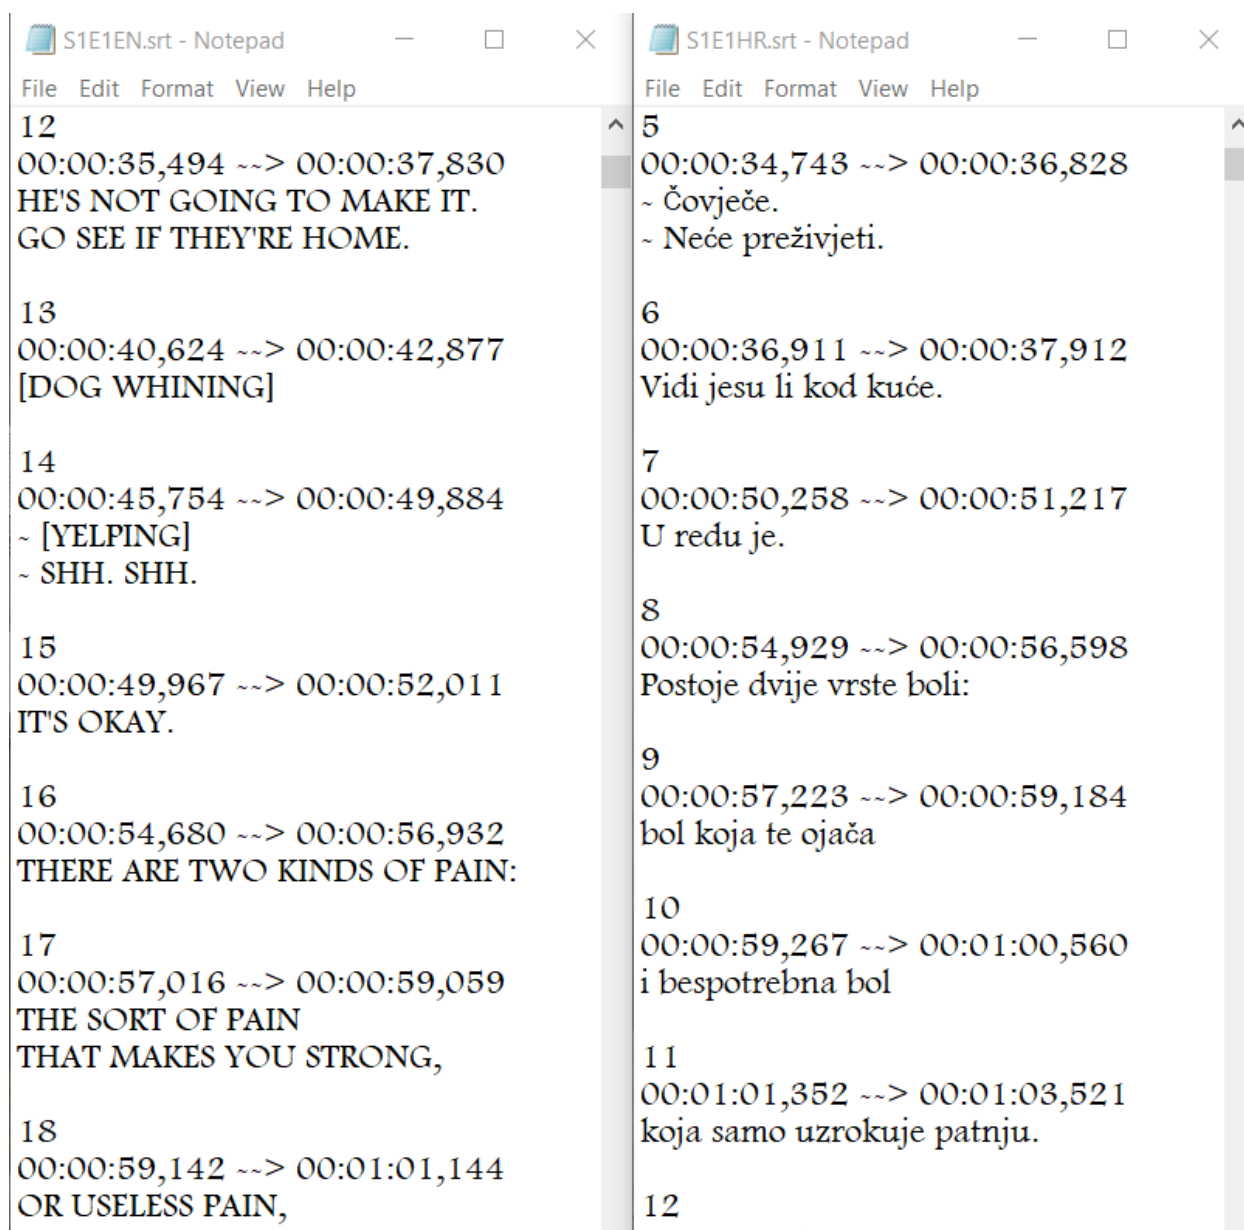 S1E1EN.srt - Notepad
File Edit Format View Help
12
00:00:35,494 --> 00:00:37,830
HE'S NOT GOING TO MAKE IT.
GO SEE IF THEY'RE HOME.
13
00:00:40,624 --> 00:00:42,877
[DOG WHINING]
14
00:00:45,754 --> 00:00:49,884
- [YELPING]
- SHH. SHH.
15
00:00:49,967 --> 00:00:52,011
IT'S OKAY.
16
00:00:54,680 --> 00:00:56,932
THERE ARE TWO KINDS OF PAIN:
17
00:00:57,016 --> 00:00:59,059
THE SORT OF PAIN
THAT MAKES YOU STRONG,
18
00:00:59,142 --> 00:01:01,144
OR USELESS PAIN,
S1E1HR.srt - Notepad
File Edit Format View Help
5
00:00:34,743 --> 00:00:36,828
- Čovječe.
- Neće preživjeti.
6
00:00:36,911 --> 00:00:37,912
Vidi jesu li kod kuće.
7
00:00:50,258 --> 00:00:51,217
U redu je.
8
00:00:54,929 --> 00:00:56,598
Postoje dvije vrste boli:
9
00:00:57,223 --> 00:00:59,184
bol koja te ojača
10
00:00:59,267 --> 00:01:00,560
i bespotrebna bol
11
00:01:01,352 --> 00:01:03,521
koja samo uzrokuje patnju.
12